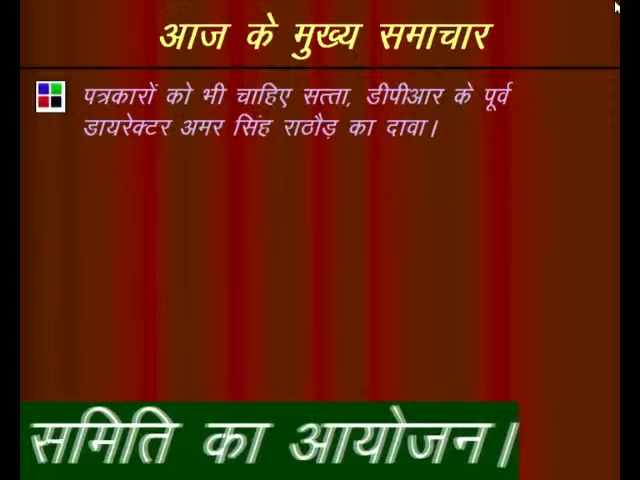 आज के मुख्य समाचार
पत्रकारों को भी चाहिए सत्ता, डीपीआर के पूर्व
डायरेक्टर अमर सिंह राठौड़ का दावा।
समिति का आयोजन।